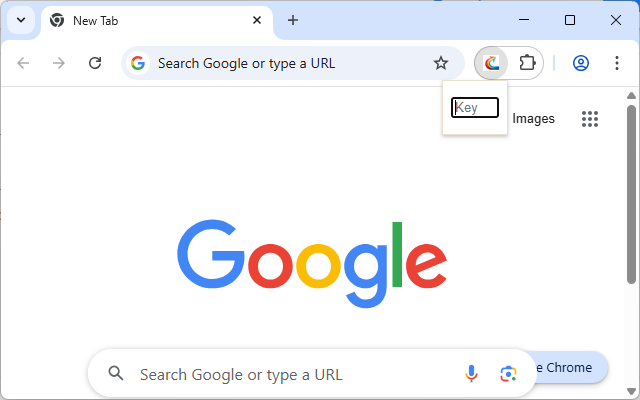 New Tab
Search Google or type a URL
Key
Images
Google
Search Google or type a URL
e Chrome